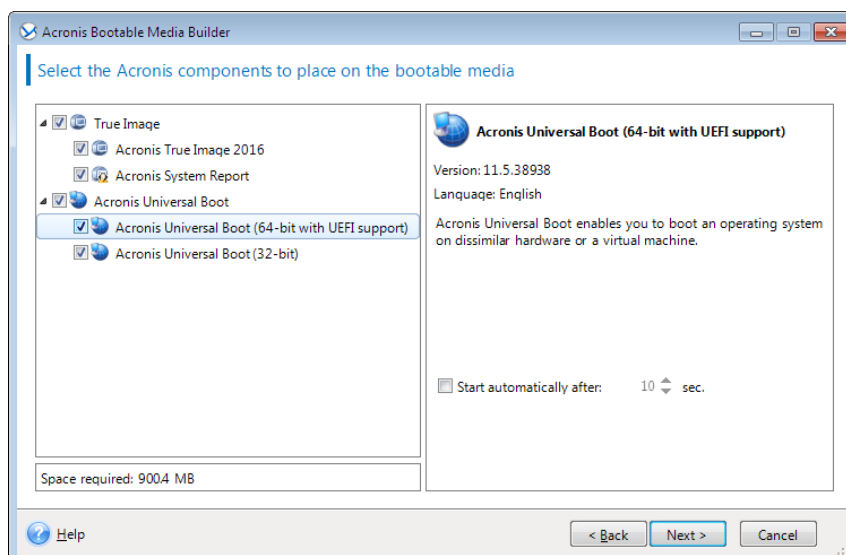 Acronis Bootable Media Builder
Select the Acronis components to place on the bootable media
True Image
Acronis True Image 2016
Acronis System Report
Acronis Universal Boot
Acronis Universal Boot (64-bit with UEFI support)
Acronis Universal Boot (32-bit)
Space required: 900.4 MB
Acronis Universal Boot (64-bit with UEFI support)
Version: 11.5.38938
Language: English
Acronis Universal Boot enables you to boot an operating system
on dissimilar hardware or a virtual machine.
Start automatically after: 10 sec.
Help
< Back
Next >
Cancel